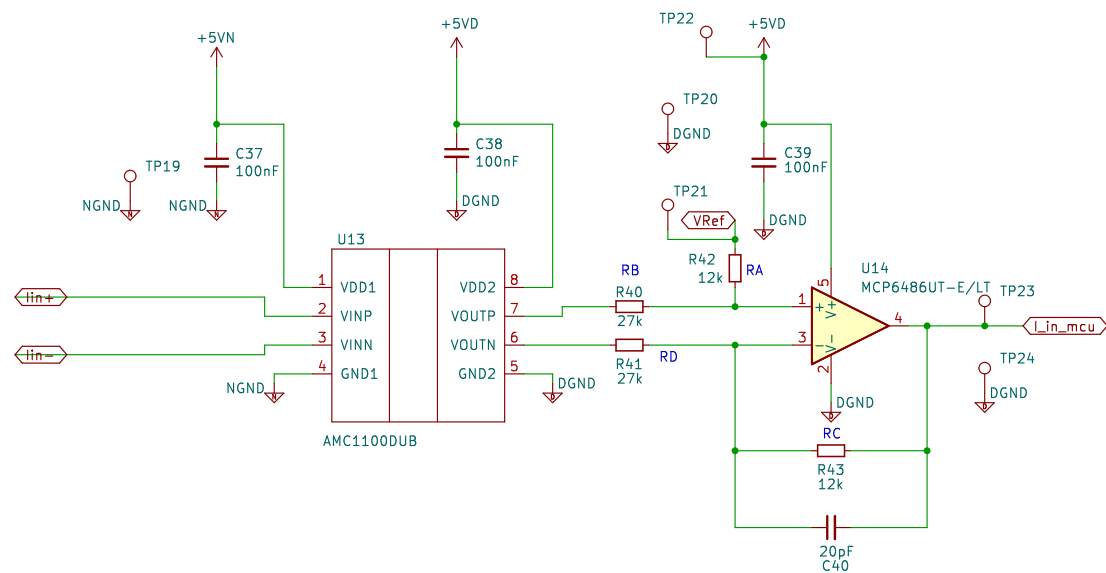 TP22
+5VD
+5VN
+5VD
TP20
DGND
C37
100nF
C38
100nF
C39
100nF
TP19
NGND
NGND
DGND
TP21
VRef
DGND
U13
R42
12k
RA
RB
R40
27k
U14
MCP6486UT-E/LT
TP23
Iin+
Iin-
1
VDD1
2
VINP
3
VINN
4
GND1
VDD2
8
VOUTP
7
VOUTN
6
GND2
5
NGND
DGND
AMC1100DUB
R41
27k
RD
1
+
3
-
5
V+
V-
2
4
I_in_mcu
TP24
DGND
DGND
RC
R43
12k
20pF
C40